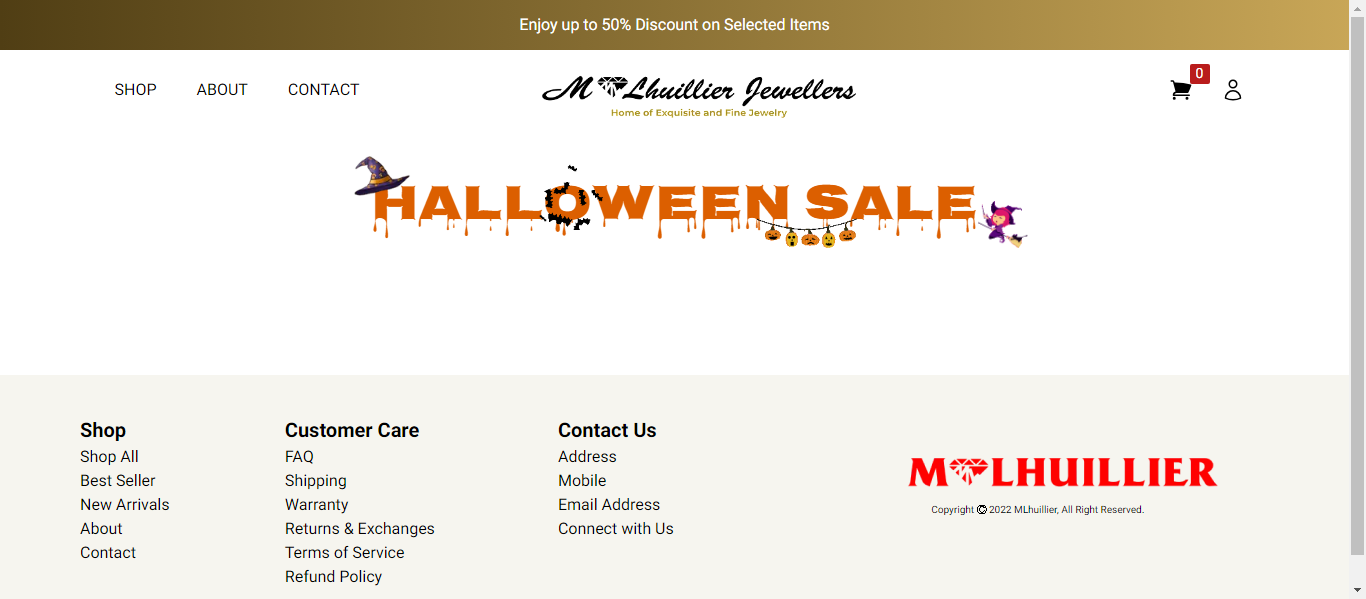 Enjoy up to 50% Discount on Selected Items
SHOP ABOUT CONTACT
M Lhuillier Jewellers
0
Home of Exquisite and Fine Jewelry
HALLOWEEN SALE
Shop
Shop All
Best Seller
New Arrivals
About
Contact
Customer Care
FAQ
Shipping
Warranty
Returns & Exchanges
Terms of Service
Refund Policy
Contact Us
Address
Mobile
Email Address
Connect with Us
M LHUILLIER
Copyright © 2022 MLhuillier, All Right Reserved.